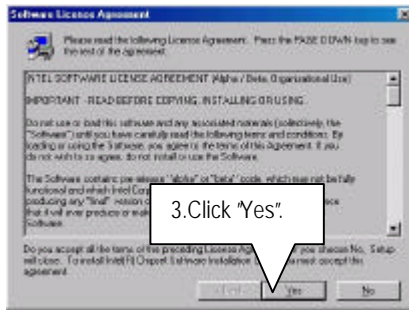 Software License Agreement
Please read the following License Agreement. Press the PAGE DOWN key to see
the rest of the agreement.
INTEL SOFTWARE LICENSE AGREEMENT (Alpha / Beta, Organizational Use)
IMPORTANT - READ BEFORE COPYING, INSTALLING OR USING.
Do not use or load this software and any associated materials (collectively, the
"Software") until you have carefully read the following terms and conditions. By
loading or using the Software, you agree to the terms of this Agreement. If you
do not wish to so agree, do not install or use the Software.
The Software contains pre-release "alpha" or "beta" code, which may not be fully
functional and which Intel
producing any "final" version
that it will ever produce or
Software.
3.Click "Yes".
Do you accept all the terms of the preceding License you choose No, Setup
will close. To install Intel(R) Chipset Software Installation must accept this
agreement.
Yes
No